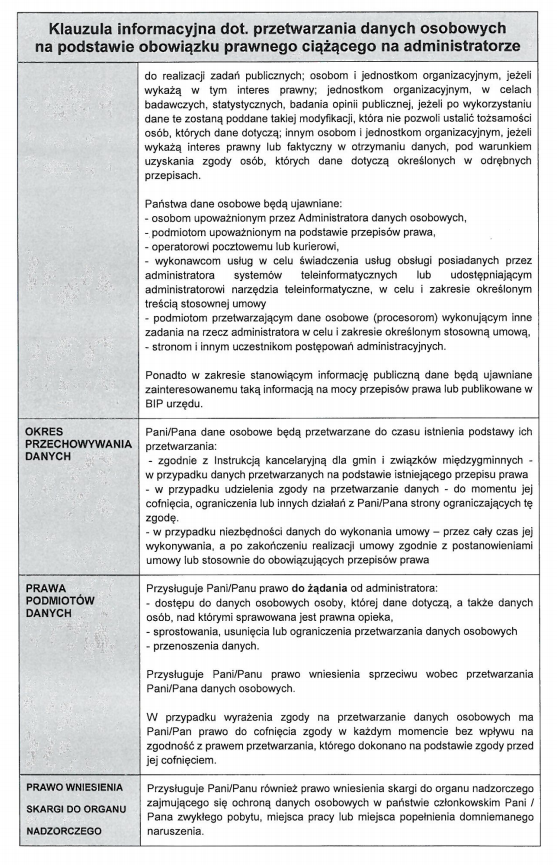 Klauzula informacyjna dot. przetwarzania danych osobowych
na podstawie obowiązku prawnego ciążącego na administratorze
do realizacji zadań publicznych; osobom i jednostkom organizacyjnym, jeżeli
wykażą w tym interes prawny; jednostkom organizacyjnym, w celach
badawczych, statystycznych, badania opinii publicznej, jeżeli po wykorzystaniu
dane te zostaną poddane takiej modyfikacji, która nie pozwoli ustalić tożsamości
osób, których dane dotyczą; innym osobom i jednostkom organizacyjnym, jeżeli
wykażą interes prawny lub faktyczny w otrzymaniu danych, pod warunkiem
uzyskania zgody osób, których dane dotyczą określonych w odrębnych
przepisach.
Państwa dane osobowe będą ujawniane:
- osobom upoważnionym przez Administratora danych osobowych,
- podmiotom upoważnionym na podstawie przepisów prawa,
- operatorowi pocztowemu lub kurierowi,
- wykonawcom usług w celu świadczenia usług obsługi posiadanych przez
administratora systemów teleinformatycznych lub udostępniającym
administratorowi narzędzia teleinformatyczne, w celu i zakresie określonym
treścią stosownej umowy
- podmiotom przetwarzającym dane osobowe (procesorom) wykonującym inne
zadania na rzecz administratora w celu i zakresie określonym stosowną umową,
- stronom i innym uczestnikom postępowań administracyjnych.
Ponadto w zakresie stanowiącym informację publiczną dane będą ujawniane
zainteresowanemu taką informacją na mocy przepisów prawa lub publikowane w
BIP urzędu.
OKRES
PRZECHOWYWANIA
DANYCH
Pani/Pana dane osobowe będą przetwarzane do czasu istnienia podstawy ich
przetwarzania:
- zgodnie z Instrukcją kancelaryjną dla gmin i związków międzygminnych -
w przypadku danych przetwarzanych na podstawie istniejącego przepisu prawa
- w przypadku udzielenia zgody na przetwarzanie danych - do momentu jej
cofnięcia, ograniczenia lub innych działań z Pani/Pana strony ograniczających tę
zgodę.
- w przypadku niezbędności danych do wykonania umowy – przez cały czas jej
wykonywania, a po zakończeniu realizacji umowy zgodnie z postanowieniami
umowy lub stosownie do obowiązujących przepisów prawa
PRAWA
PODMIOTÓW
DANYCH
Przysługuje Pani/Panu prawo do żądania od administratora:
- dostępu do danych osobowych osoby, której dane dotyczą, a także danych
osób, nad którymi sprawowana jest prawna opieka,
- sprostowania, usunięcia lub ograniczenia przetwarzania danych osobowych
- przenoszenia danych.
Przysługuje Pani/Panu prawo wniesienia sprzeciwu wobec przetwarzania
Pani/Pana danych osobowych.
W przypadku wyrażenia zgody na przetwarzanie danych osobowych ma
Pani/Pan prawo do cofnięcia zgody w każdym momencie bez wpływu na
zgodność z prawem przetwarzania, którego dokonano na podstawie zgody przed
jej cofnięciem.
PRAWO WNIESIENIA
SKARGI DO ORGANU
NADZORCZEGO
Przysługuje Pani/Panu również prawo wniesienia skargi do organu nadzorczego
zajmującego się ochroną danych osobowych w państwie członkowskim Pani /
Pana zwykłego pobytu, miejsca pracy lub miejsca popełnienia domniemanego
naruszenia.